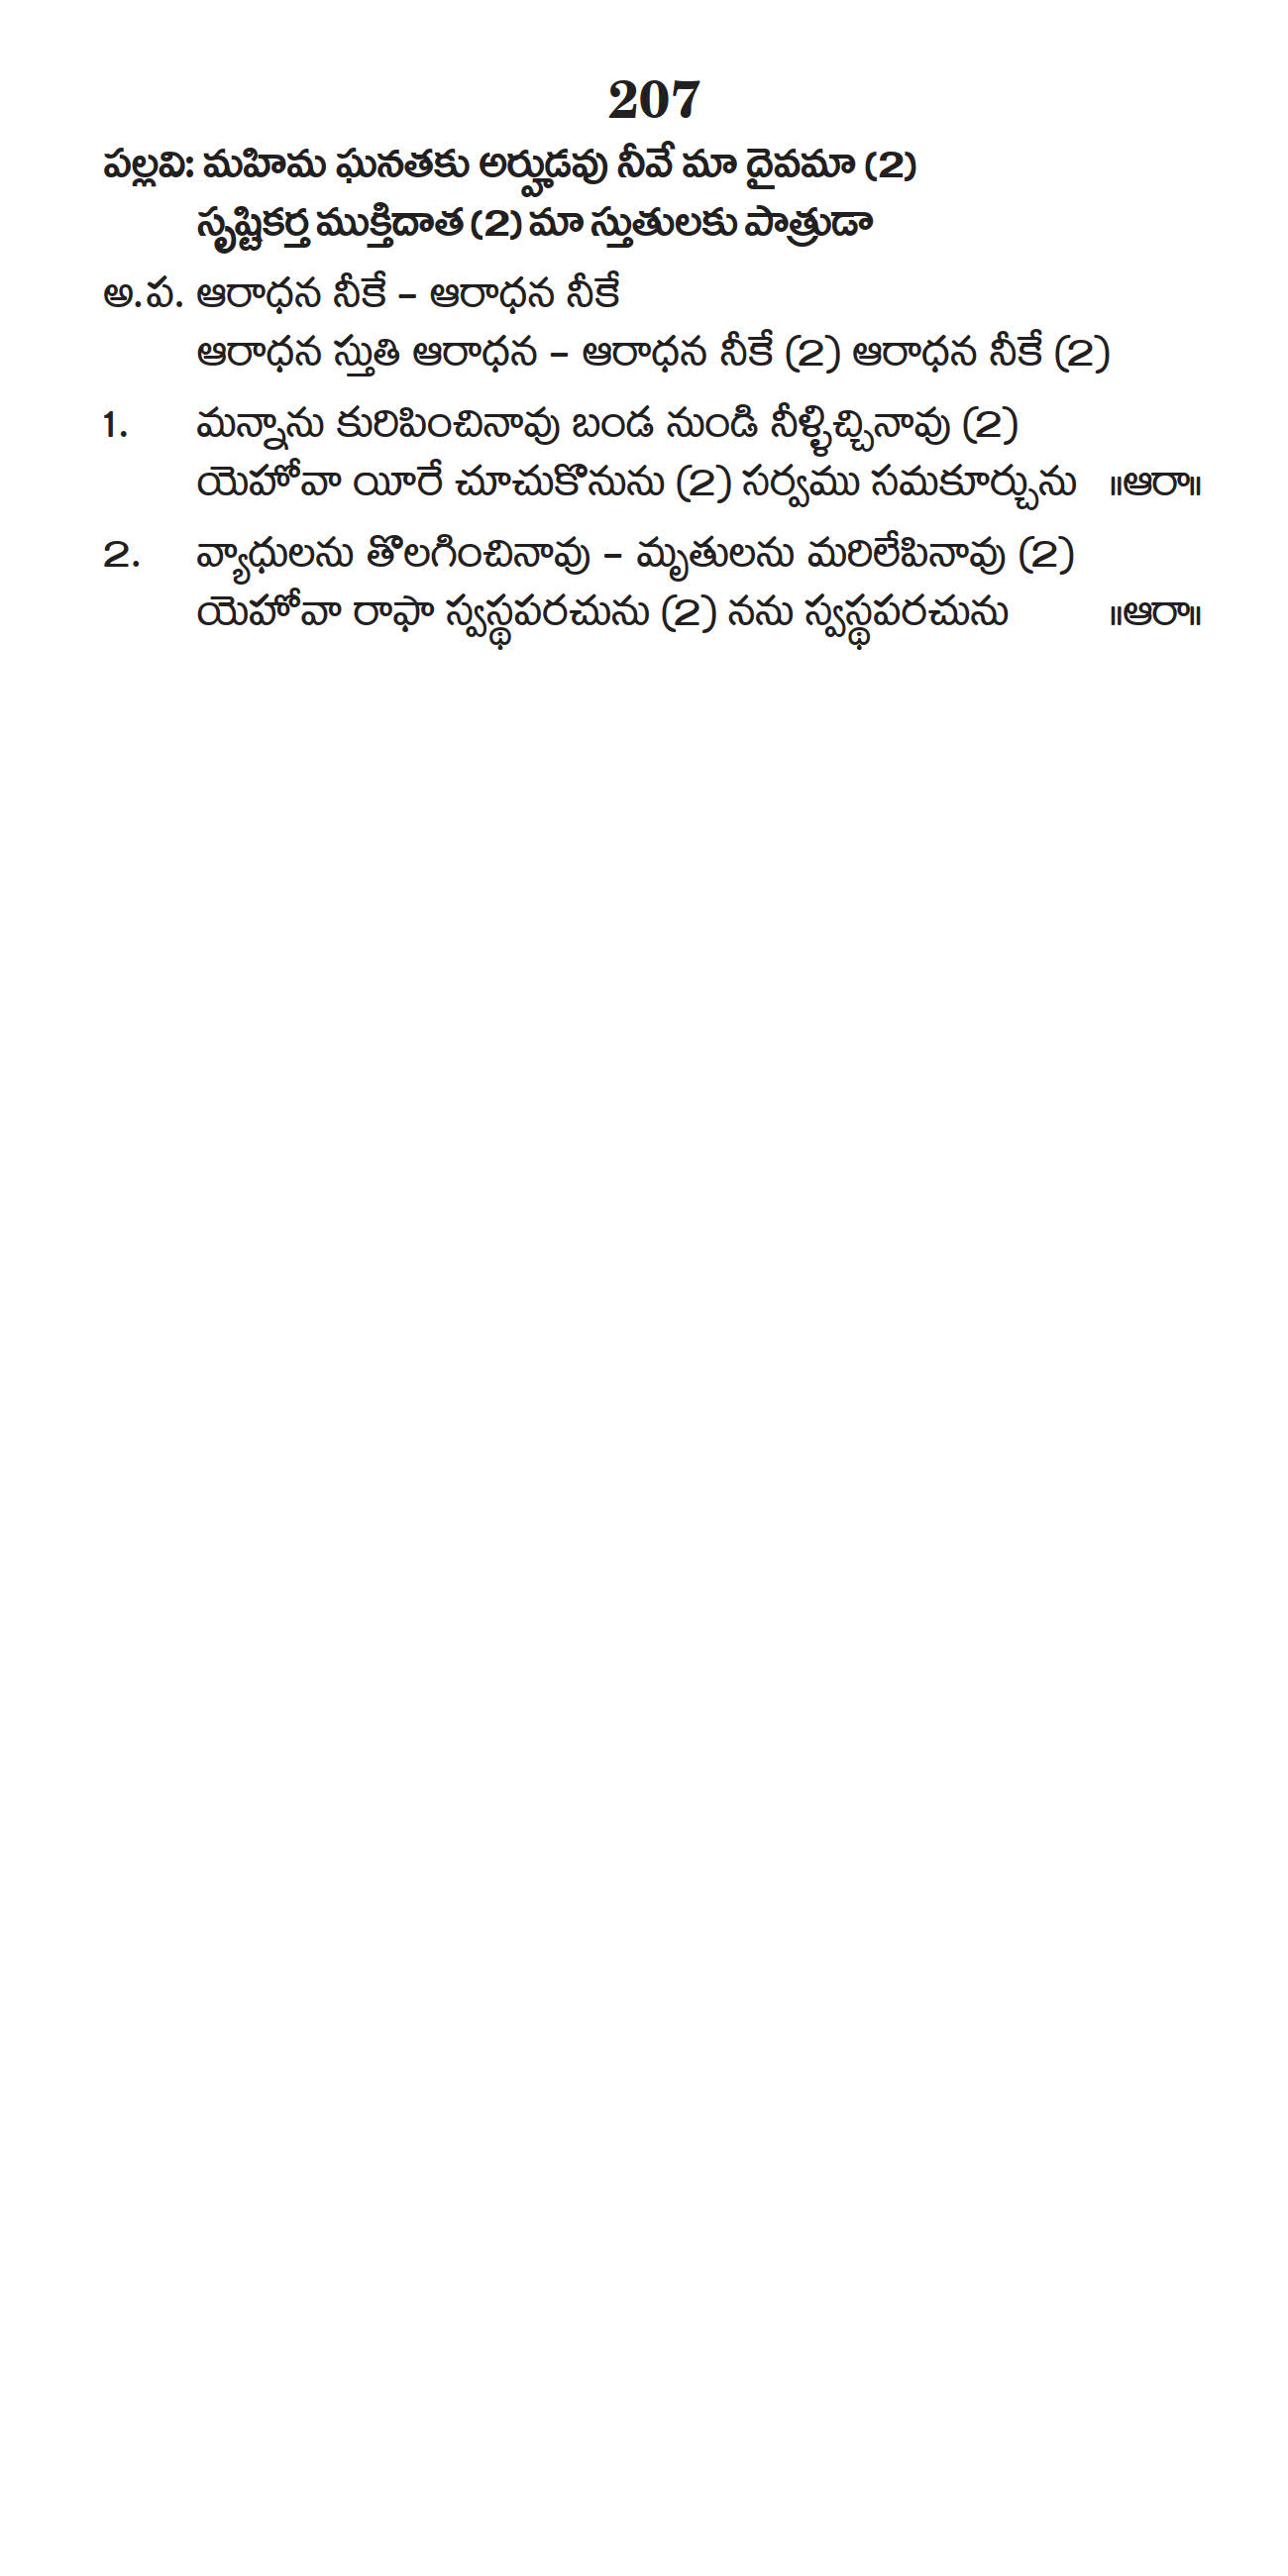 207
పల్లవి: మహిమ ఘనతకు అర్హుడవు నీవే మా దైవమా (2)
సృష్టికర్త ముక్తిదాత (2) మా స్తుతులకు పాత్రుడా
అ.ప. ఆరాధన నీకే – ఆరాధన నీకే
ఆరాధన స్తుతి ఆరాధన – ఆరాధన నీకే (2) ఆరాధన నీకే (2)
1. మన్నాను కురిపించినావు బండ నుండి నీళ్ళిచ్చినావు (2)
యెహోవా యీరే చూచుకొనును (2) సర్వము సమకూర్చును ॥ఆరా॥
2. వ్యాధులను తొలగించినావు – మృతులను మరిలేపినావు (2)
యెహోవా రాఫా స్వస్థపరచును (2) నను స్వస్థపరచును ॥ఆరా॥